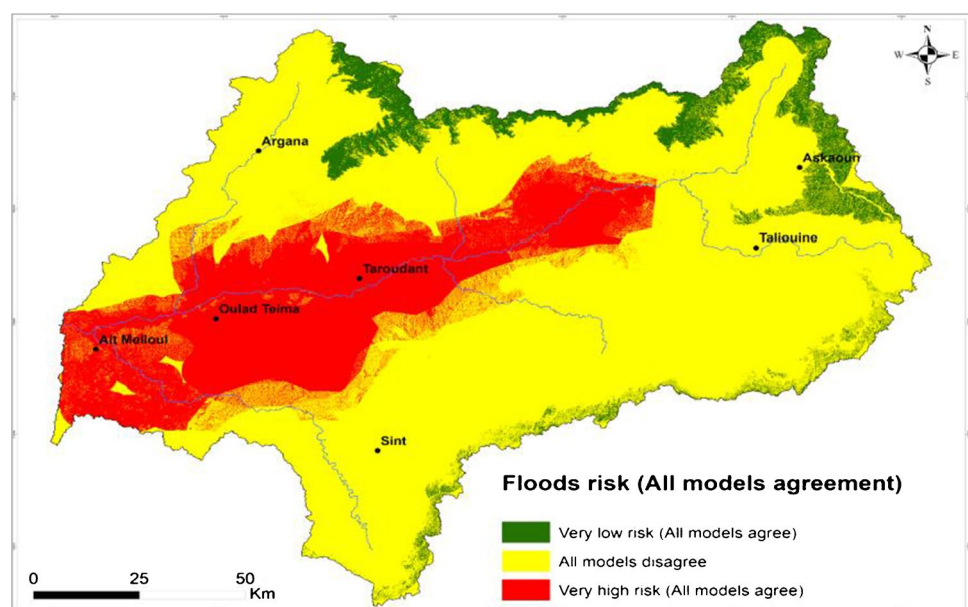 N
W E
S
Argana
Askaoun
Taliouine
Taroudant
Oulad Teima
Ait Melloul
Sint
Floods risk (All models agreement)
Very low risk (All models agree)
All models disagree
Very high risk (All models agree)
0 25 50
Km